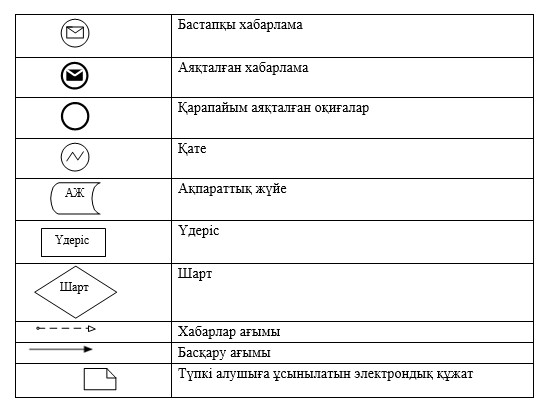 Бастапқы хабарлама
Аяқталған хабарлама
Қарапайым аяқталған оқиғалар
Қате
АЖ
Ақпараттық жүйе
Үдеріс
Үдеріс
Шарт
Шарт
Хабарлар ағымы
Басқару ағымы
Түпкі алушыға ұсынылатын электрондық құжат